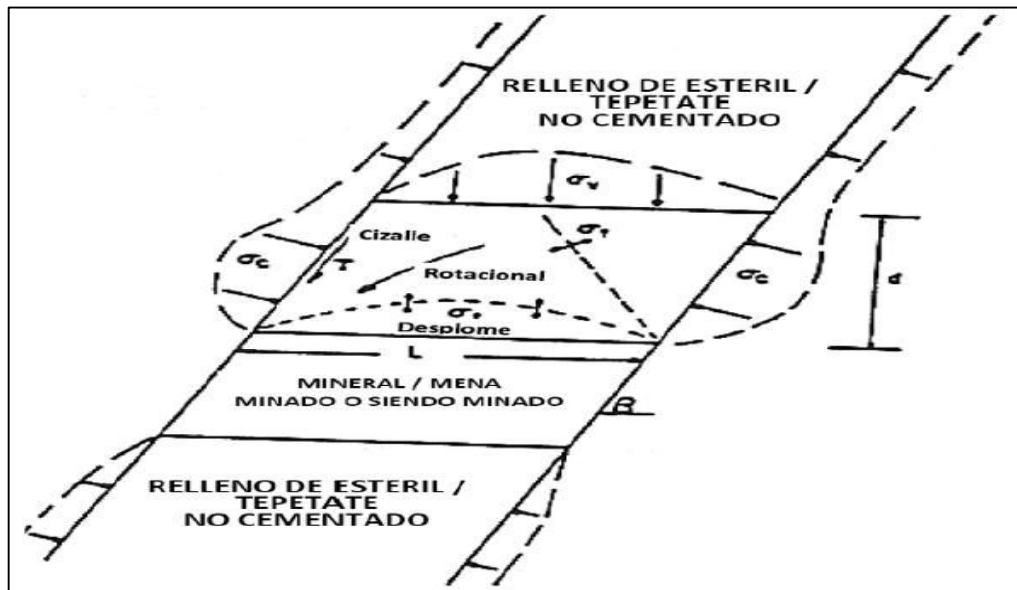 RELLENO DE ESTERIL /
TEPETATE
NO CEMENTADO
σv
Cizalle
σT
σc
T
Rotacional
σc
d
σt
Desplome
L
MINERAL / MENA
MINADO O SIENDO MINADO
β
RELLENO DE ESTERIL /
TEPETATE
NO CEMENTADO